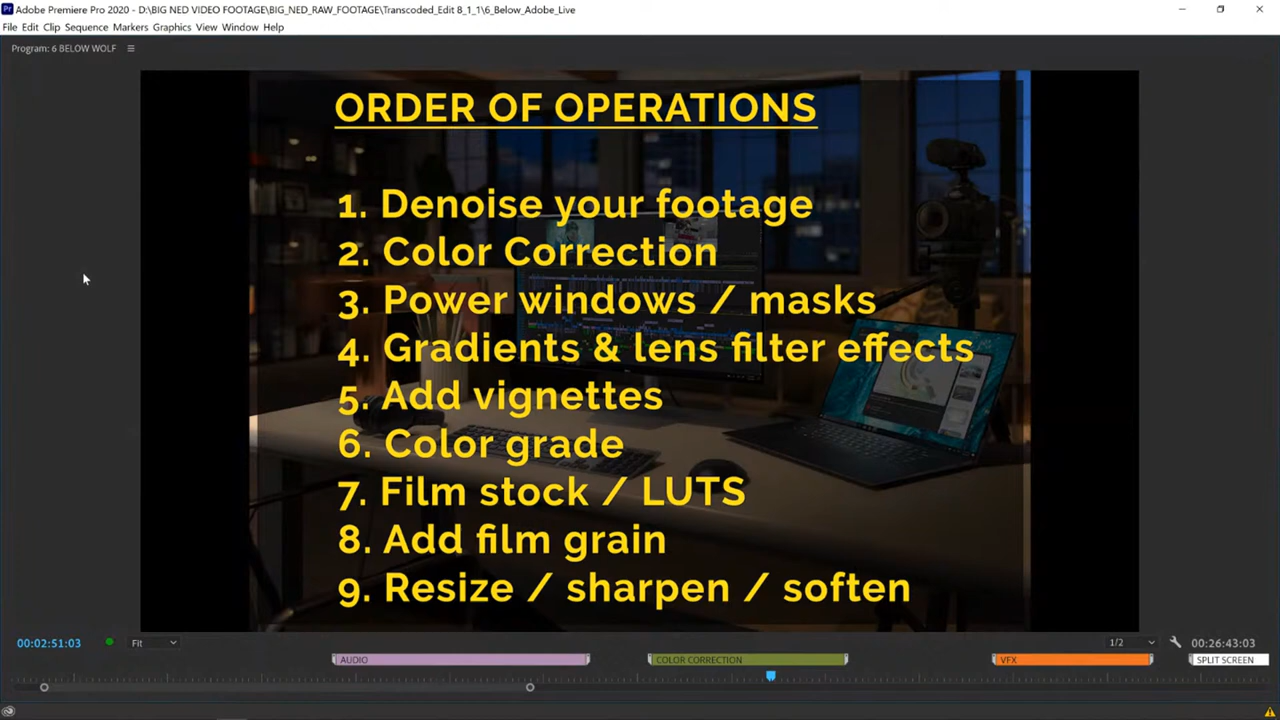 Adobe Premiere Pro 2020 - D:\BIG NED VIDEO FOOTAGE\BIG_NED_RAW_FOOTAGE\Transcoded_Edit 8_1_1\6_Below_Adobe_Live
File Edit Clip Sequence Markers Graphics View Window Help
Program: 6 BELOW WOLF
ORDER OF OPERATIONS
1. Denoise your footage
2. Color Correction
3. Power windows / masks
4. Gradients & lens filter effects
5. Add vignettes
6. Color grade
7. Film stock / LUTS
8. Add film grain
9. Resize / sharpen / soften
00:02:51:03 Fit 1/2 00:26:43:03
AUDIO COLOR CORRECTION VFX SPLIT SCREEN